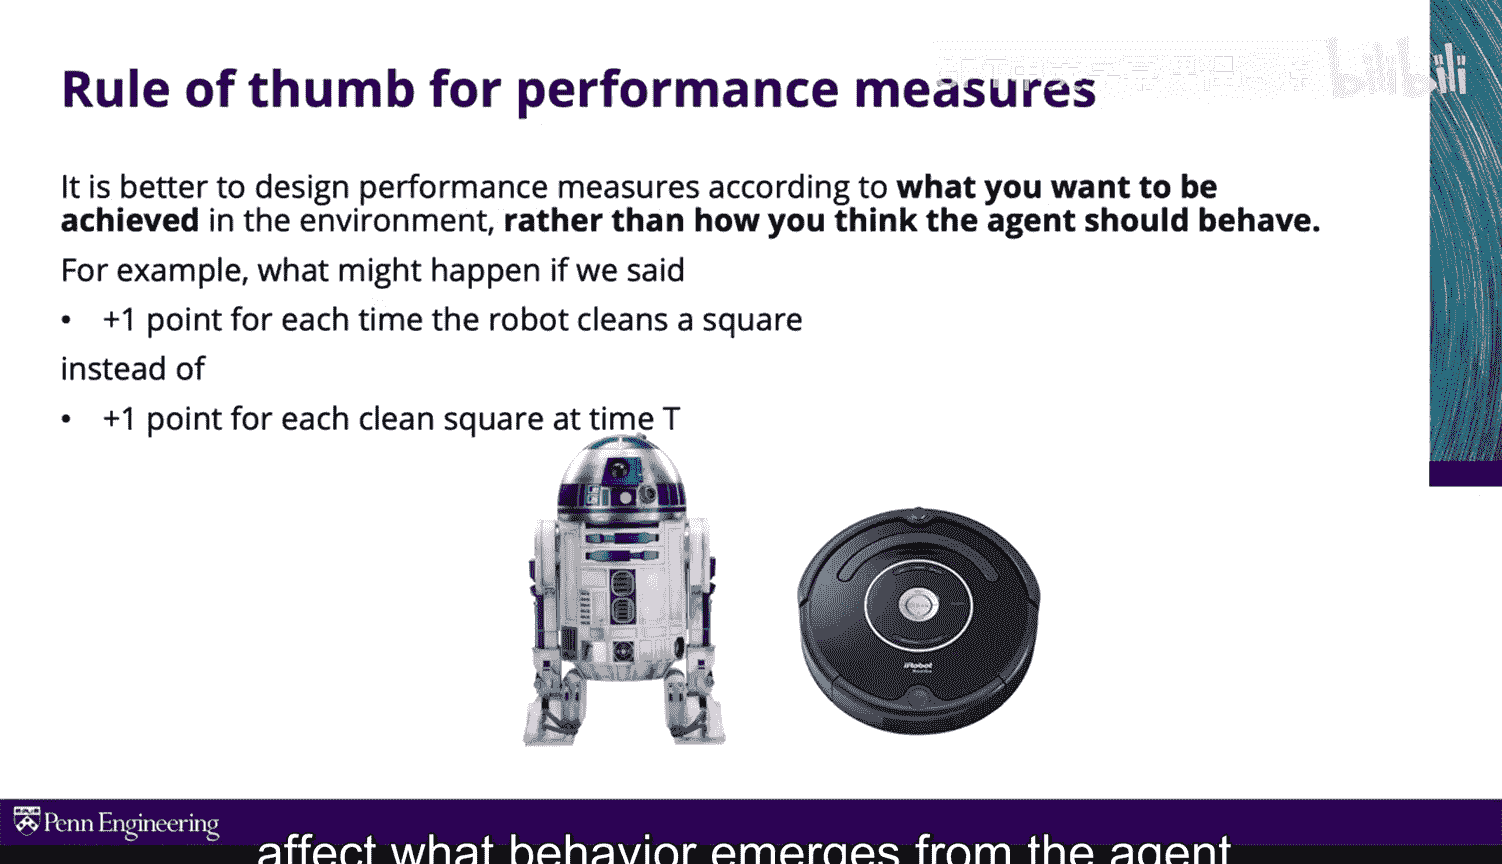 Rule of thumb for performance measures
bilibili
It is better to design performance measures according to what you want to be
achieved in the environment, rather than how you think the agent should behave.
For example, what might happen if we said
• +1 point for each time the robot cleans a square
instead of
• +1 point for each clean square at time T
iRobot
Penn Engineering
affect what behavior emerges from the agent